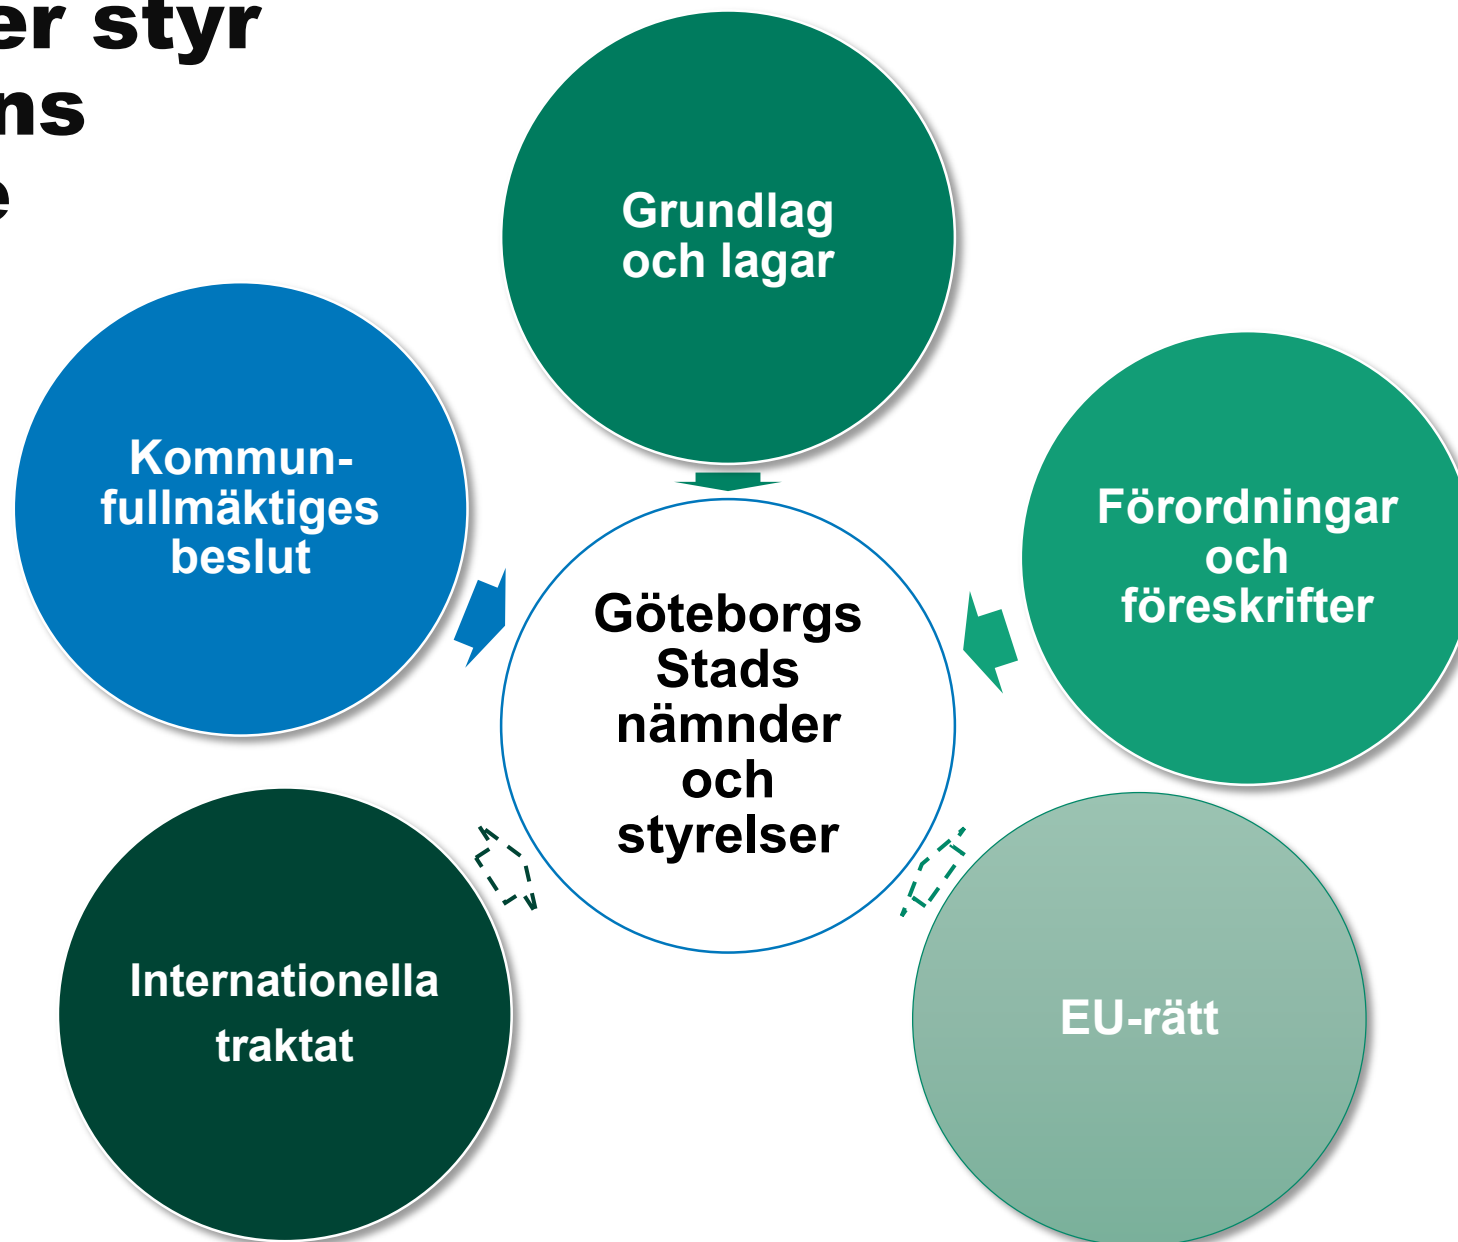 er styr
ns
e
Grundlag
och lagar
Kommun-
fullmäktiges
beslut
Förordningar
och
föreskrifter
Göteborgs
Stads
nämnder
och
styrelser
Internationella
traktat
EU-rätt